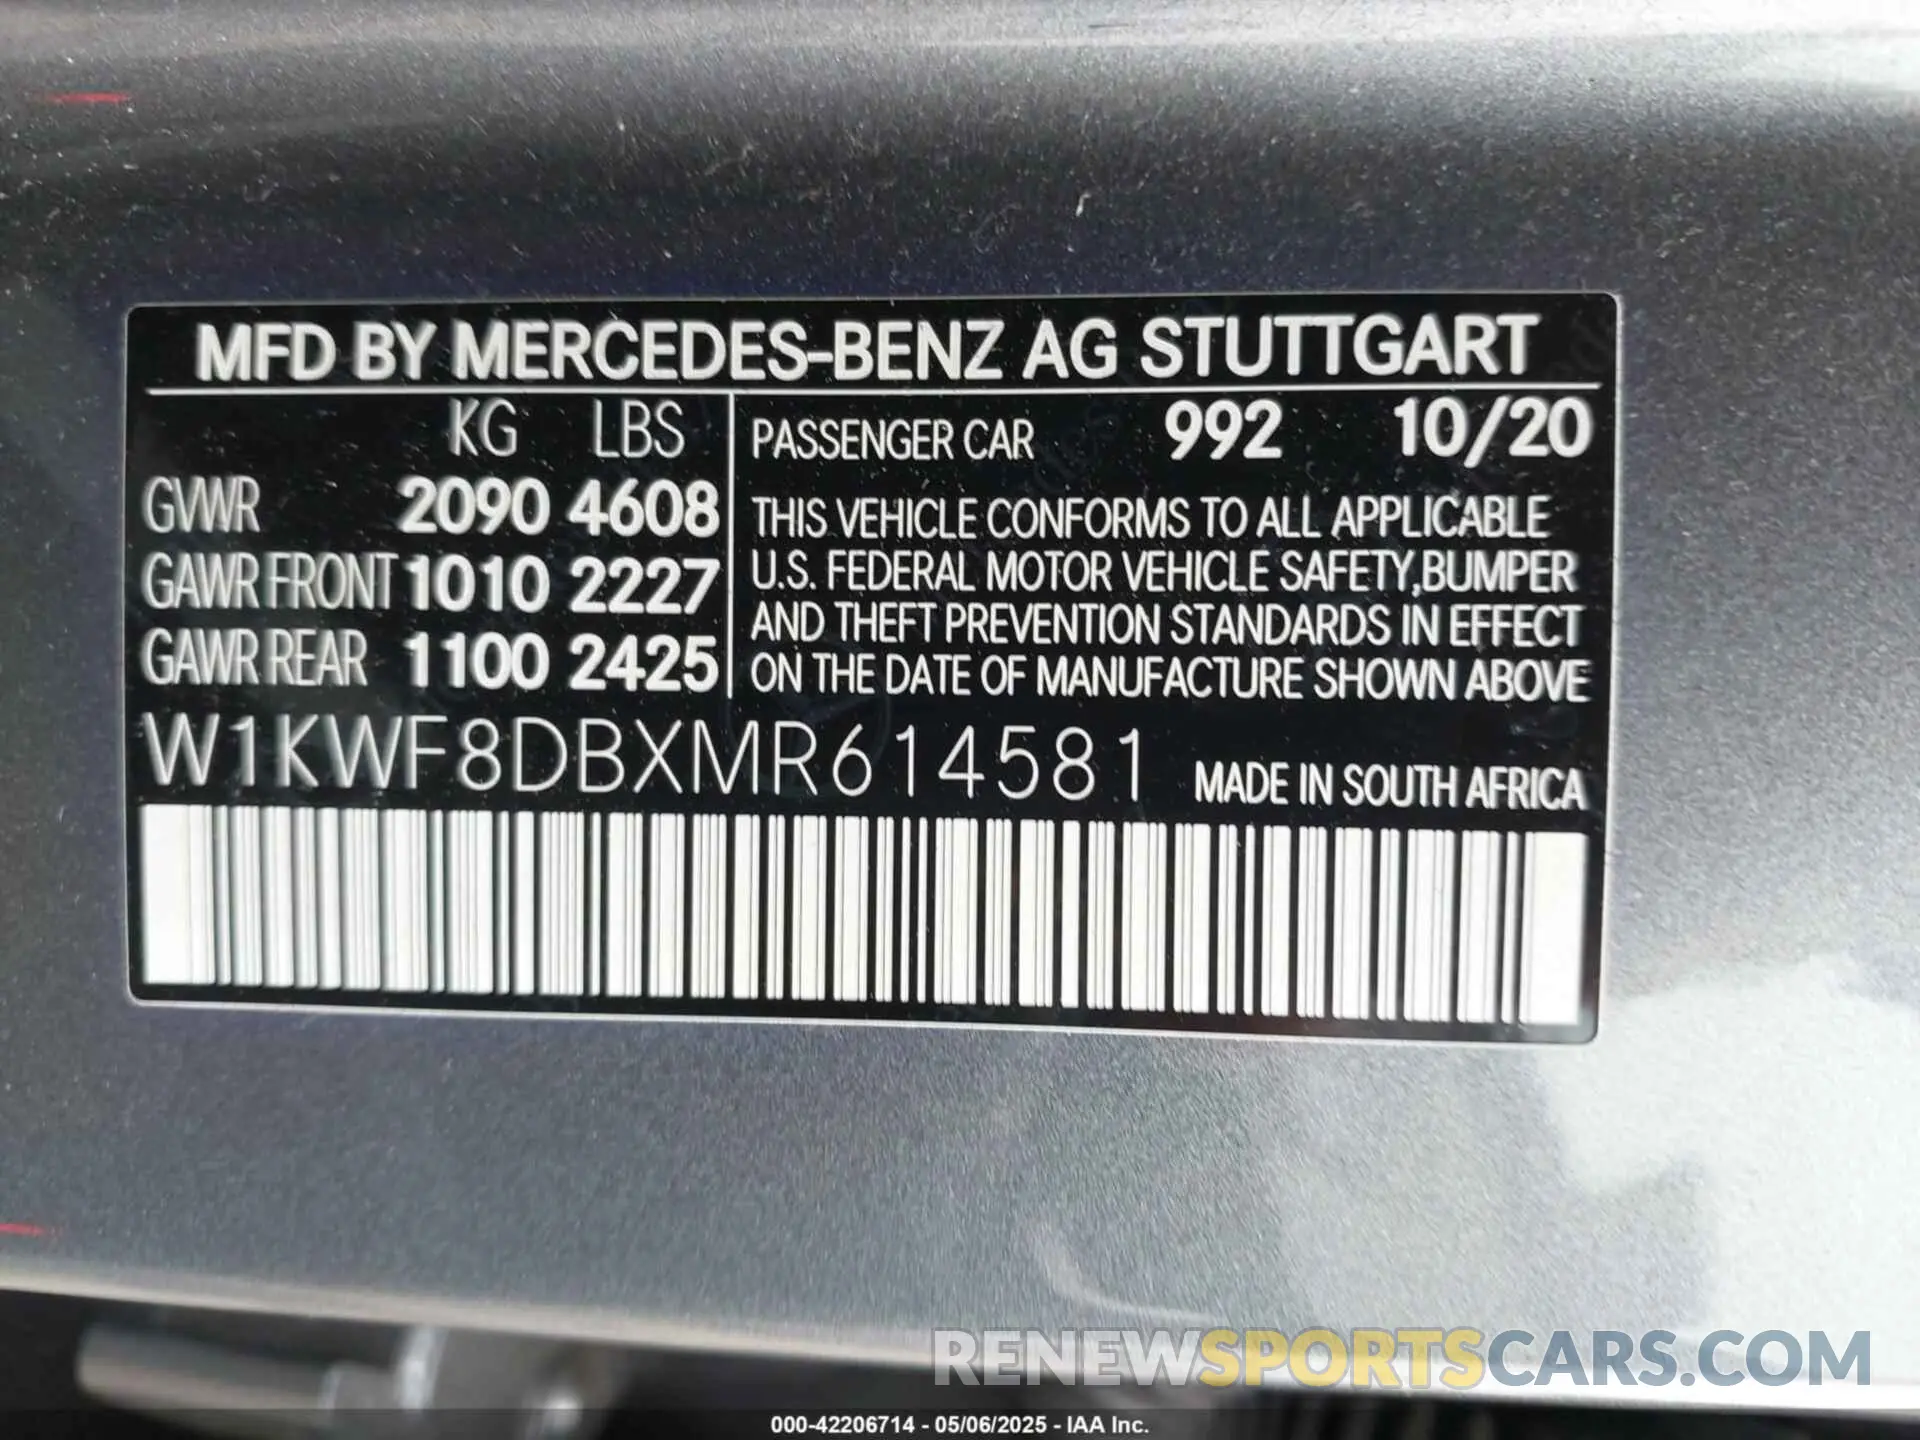 MFD BY MERCEDES-BENZ AG STUTTGART
KG LBS
GVWR 2090 4608
GAWR FRONT 1010 2227
GAWR REAR 1100 2425
PASSENGER CAR 992 10/20
THIS VEHICLE CONFORMS TO ALL APPLICABLE
U.S. FEDERAL MOTOR VEHICLE SAFETY, BUMPER
AND THEFT PREVENTION STANDARDS IN EFFECT
ON THE DATE OF MANUFACTURE SHOWN ABOVE
W1KWF8DBXMR614581 MADE IN SOUTH AFRICA
RENEWSPORTSCARS.COM
000-42206714 - 05/06/2025 - IAA Inc.